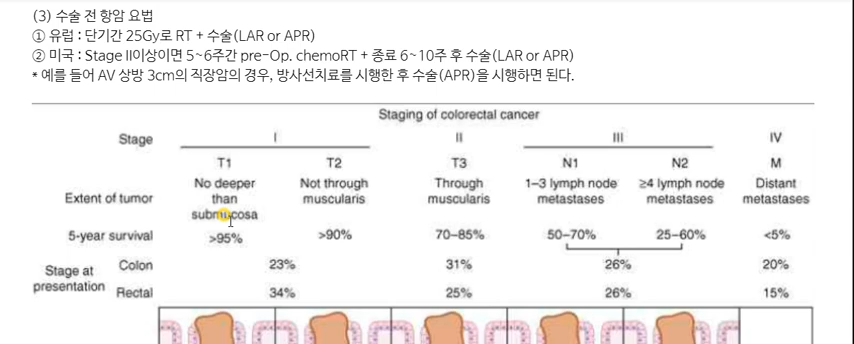 (3) 수술 전 항암 요법
① 유럽 : 단기간 25Gy로 RT + 수술(LAR or APR)
② 미국 : Stage II이상이면 5~6주간 pre-Op. chemoRT + 종료 6~10주 후 수술(LAR or APR)
* 예를 들어 AV 상방 3cm의 직장암의 경우, 방사선치료를 시행한 후 수술(APR)을 시행하면 된다.
Staging of colorectal cancer
Stage I II III IV
T1 T2 T3 N1 N2 M
Extent of tumor No deeper than submucosa Not through muscularis Through muscularis 1–3 lymph node metastases ≥4 lymph node metastases Distant metastases
5-year survival >95% >90% 70–85% 50–70% 25–60% <5%
Stage at presentation
Colon 23% 31% 26% 20%
Rectal 34% 25% 26% 15%